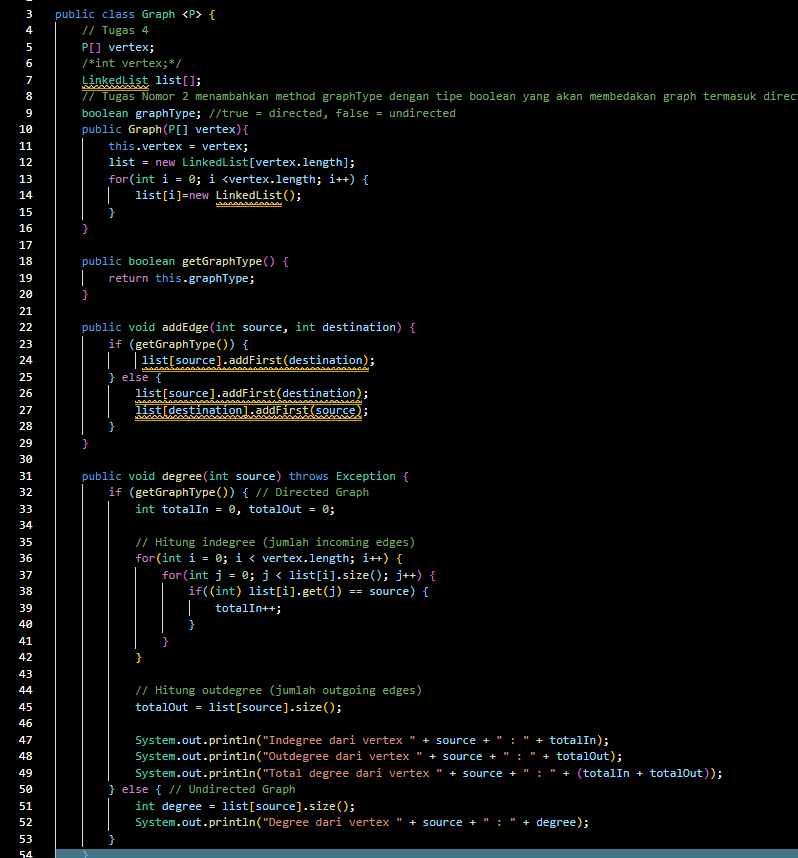 3 public class Graph <P> {
4 // Tugas 4
5 P[] vertex;
6 /*int vertex;*/
7 LinkedList list[];
8 // Tugas Nomor 2 menambahkan method graphType dengan tipe boolean yang akan membedakan graph termasuk direct
9 boolean graphType; //true = directed, false = undirected
10 public Graph(P[] vertex){
11 this.vertex = vertex;
12 list = new LinkedList[vertex.length];
13 for(int i = 0; i <vertex.length; i++) {
14 list[i]=new LinkedList();
15 }
16 }
17
18 public boolean getGraphType() {
19 return this.graphType;
20 }
21
22 public void addEdge(int source, int destination) {
23 if (getGraphType()) {
24 list[source].addFirst(destination);
25 } else {
26 list[source].addFirst(destination);
27 list[destination].addFirst(source);
28 }
29 }
30
31 public void degree(int source) throws Exception {
32 if (getGraphType()) { // Directed Graph
33 int totalIn = 0, totalOut = 0;
34
35 // Hitung indegree (jumlah incoming edges)
36 for(int i = 0; i < vertex.length; i++) {
37 for(int j = 0; j < list[i].size(); j++) {
38 if((int) list[i].get(j) == source) {
39 totalIn++;
40 }
41 }
42 }
43
44 // Hitung outdegree (jumlah outgoing edges)
45 totalOut = list[source].size();
46
47 System.out.println("Indegree dari vertex " + source + " : " + totalIn);
48 System.out.println("Outdegree dari vertex " + source + " : " + totalOut);
49 System.out.println("Total degree dari vertex " + source + " : " + (totalIn + totalOut));
50 } else { // Undirected Graph
51 int degree = list[source].size();
52 System.out.println("Degree dari vertex " + source + " : " + degree);
53 }
54 }